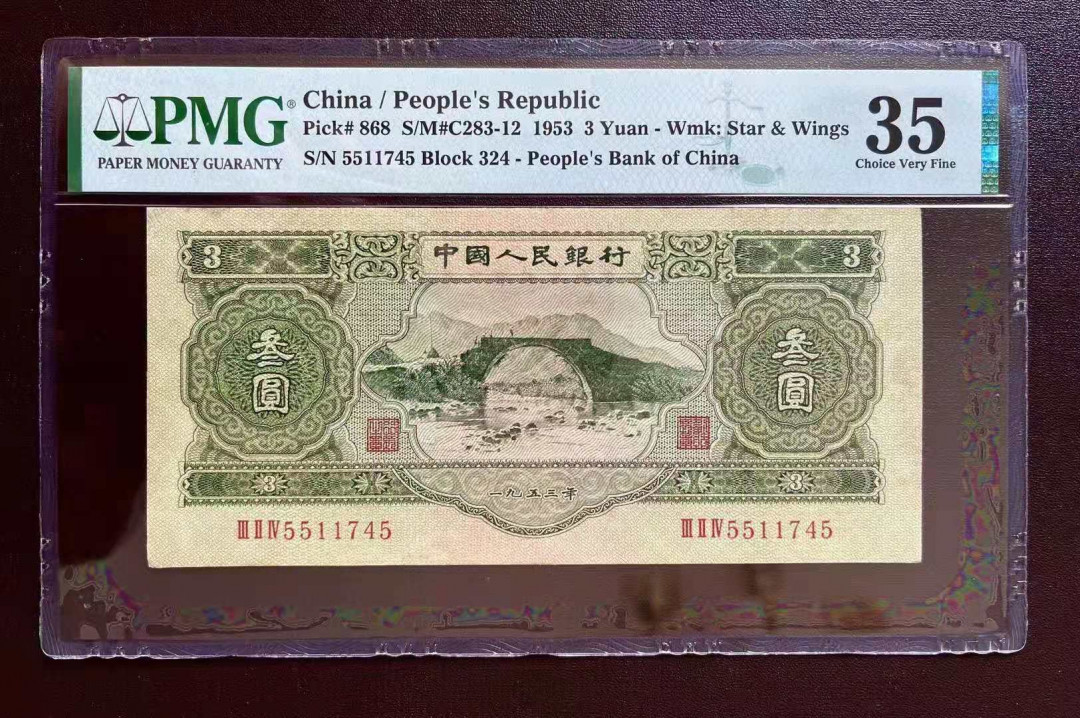 PMG®
PAPER MONEY GUARANTY
China / People's Republic
Pick# 868 S/M#C283-12 1953 3 Yuan - Wmk: Star & Wings
S/N 5511745 Block 324 - People's Bank of China
35
Choice Very Fine
3 中國人民銀行 3
叁圓 叁圓
3 一九五三年 3
ⅢⅡⅣ5511745 ⅢⅡⅣ5511745